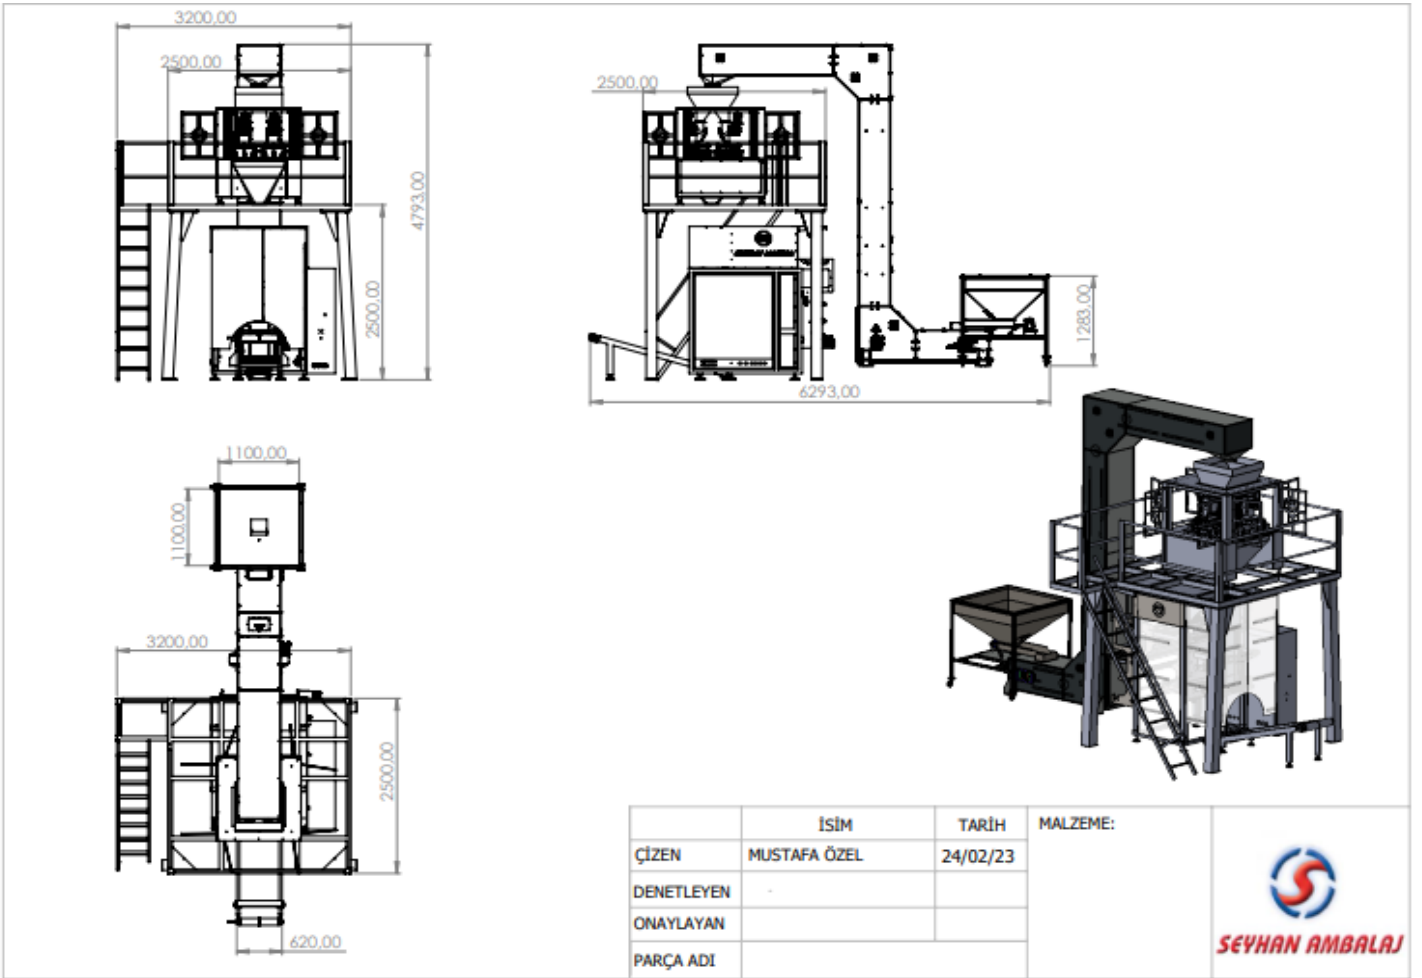 3200,00
2500,00
4793,00
2500,00
2500,00
1283,00
6293,00
1100,00
1100,00
3200,00
2500,00
620,00
İSİM TARİH MALZEME:
ÇİZEN MUSTAFA ÖZEL 24/02/23
DENETLEYEN -
ONAYLAYAN
PARÇA ADI
SEYHAN AMBALAJ